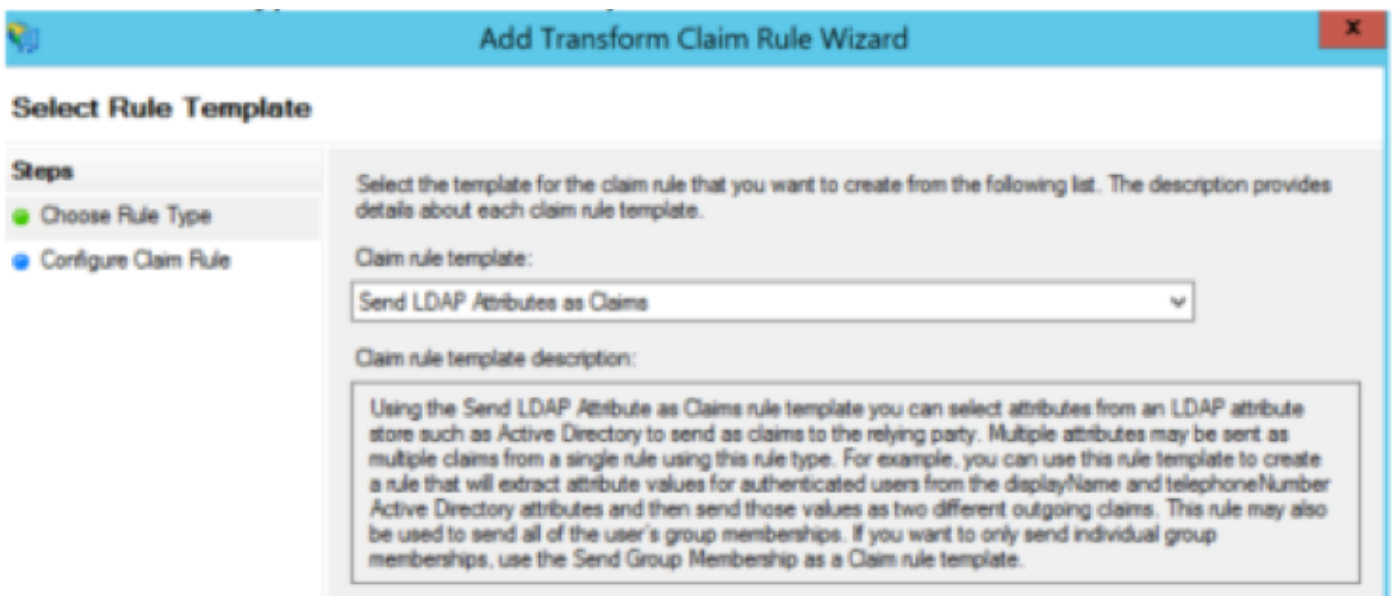 Add Transform Claim Rule Wizard
x
Select Rule Template
Steps
Choose Rule Type
Configure Claim Rule
Select the template for the claim rule that you want to create from the following list. The description provides
details about each claim rule template.
Claim rule template:
Send LDAP Attributes as Claims
Claim rule template description:
Using the Send LDAP Attribute as Claims rule template you can select attributes from an LDAP attribute
store such as Active Directory to send as claims to the relying party. Multiple attributes may be sent as
multiple claims from a single rule using this rule type. For example, you can use this rule template to create
a rule that will extract attribute values for authenticated users from the displayName and telephoneNumber
Active Directory attributes and then send those values as two different outgoing claims. This rule may also
be used to send all of the user's group memberships. If you want to only send individual group
memberships, use the Send Group Membership as a Claim rule template.